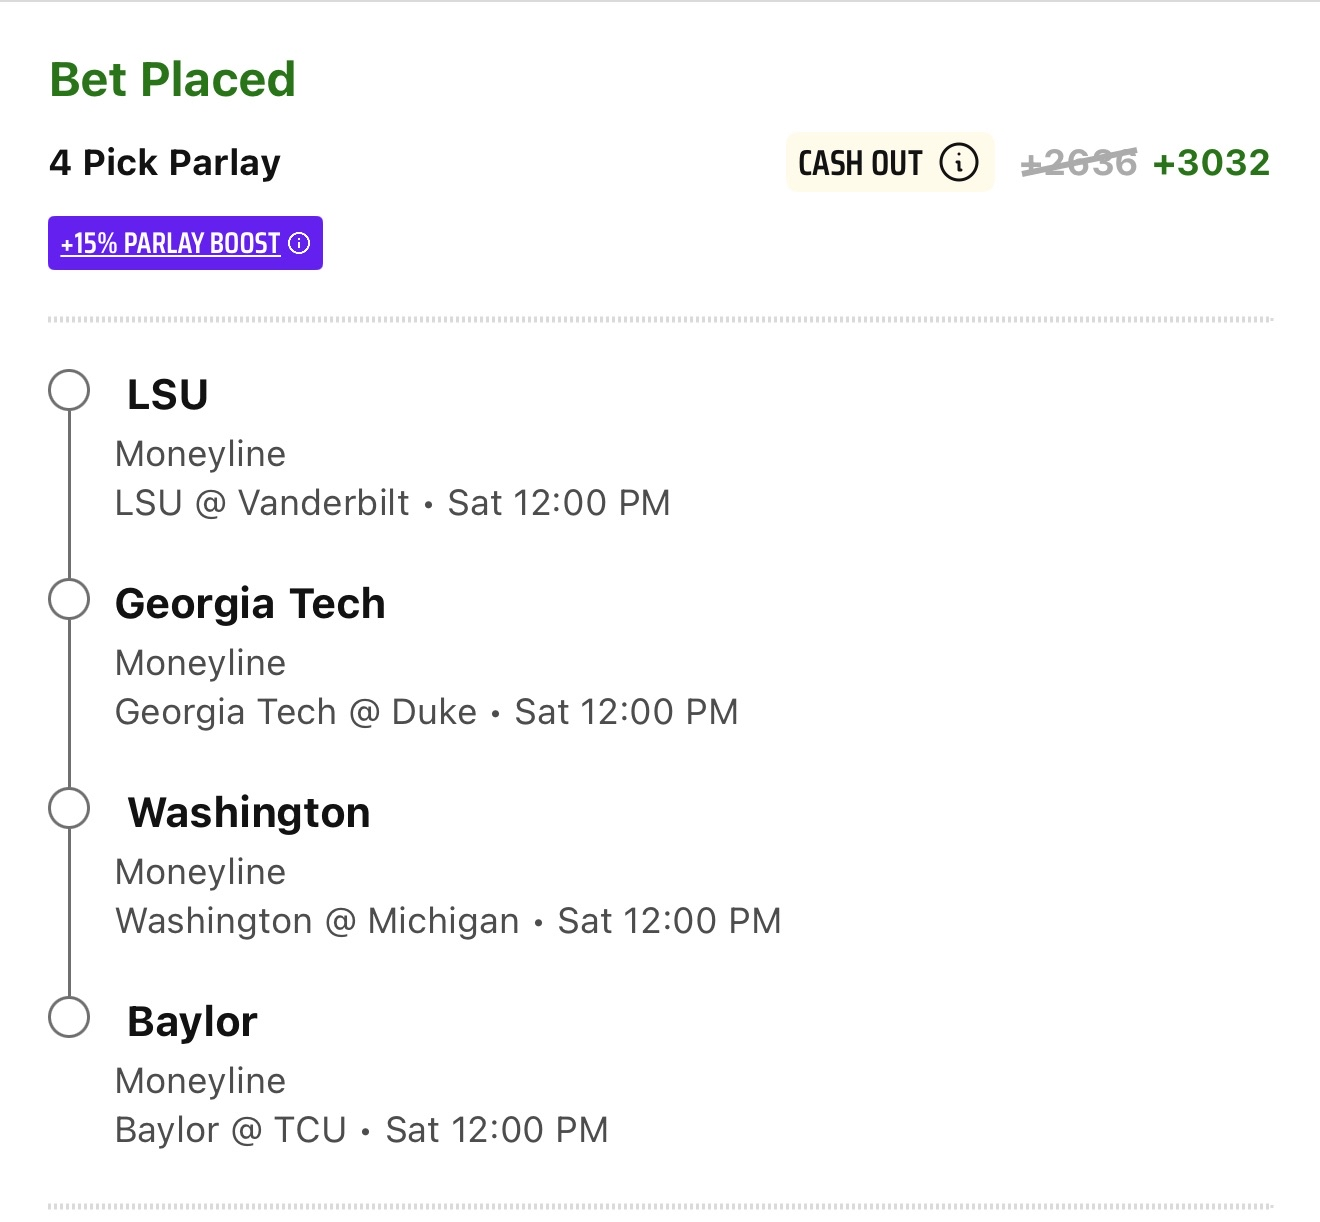 Bet Placed
4 Pick Parlay
CASH OUT +2636 +3032
+15% PARLAY BOOST
LSU
Moneyline
LSU @ Vanderbilt • Sat 12:00 PM
Georgia Tech
Moneyline
Georgia Tech @ Duke • Sat 12:00 PM
Washington
Moneyline
Washington @ Michigan • Sat 12:00 PM
Baylor
Moneyline
Baylor @ TCU • Sat 12:00 PM